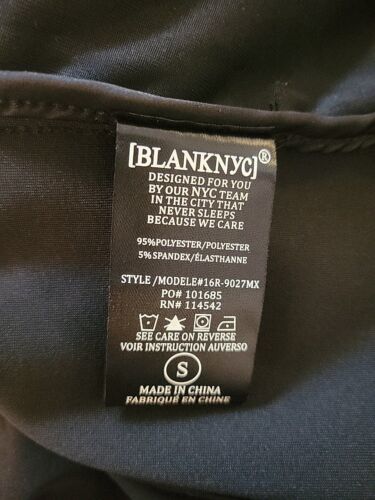 [BLANKNYC]®
DESIGNED FOR YOU
BY OUR NYC TEAM
IN THE CITY THAT
NEVER SLEEPS
BECAUSE WE CARE
95%POLYESTER/POLYESTER
5%SPANDEX/ÉLASTHANNE
STYLE/MODELE#16R-9027MX
PO# 101685
RN# 114542
SEE CARE ON REVERSE
VOIR INSTRUCTION AUVERSO
S
MADE IN CHINA
FABRIQUÉ EN CHINE